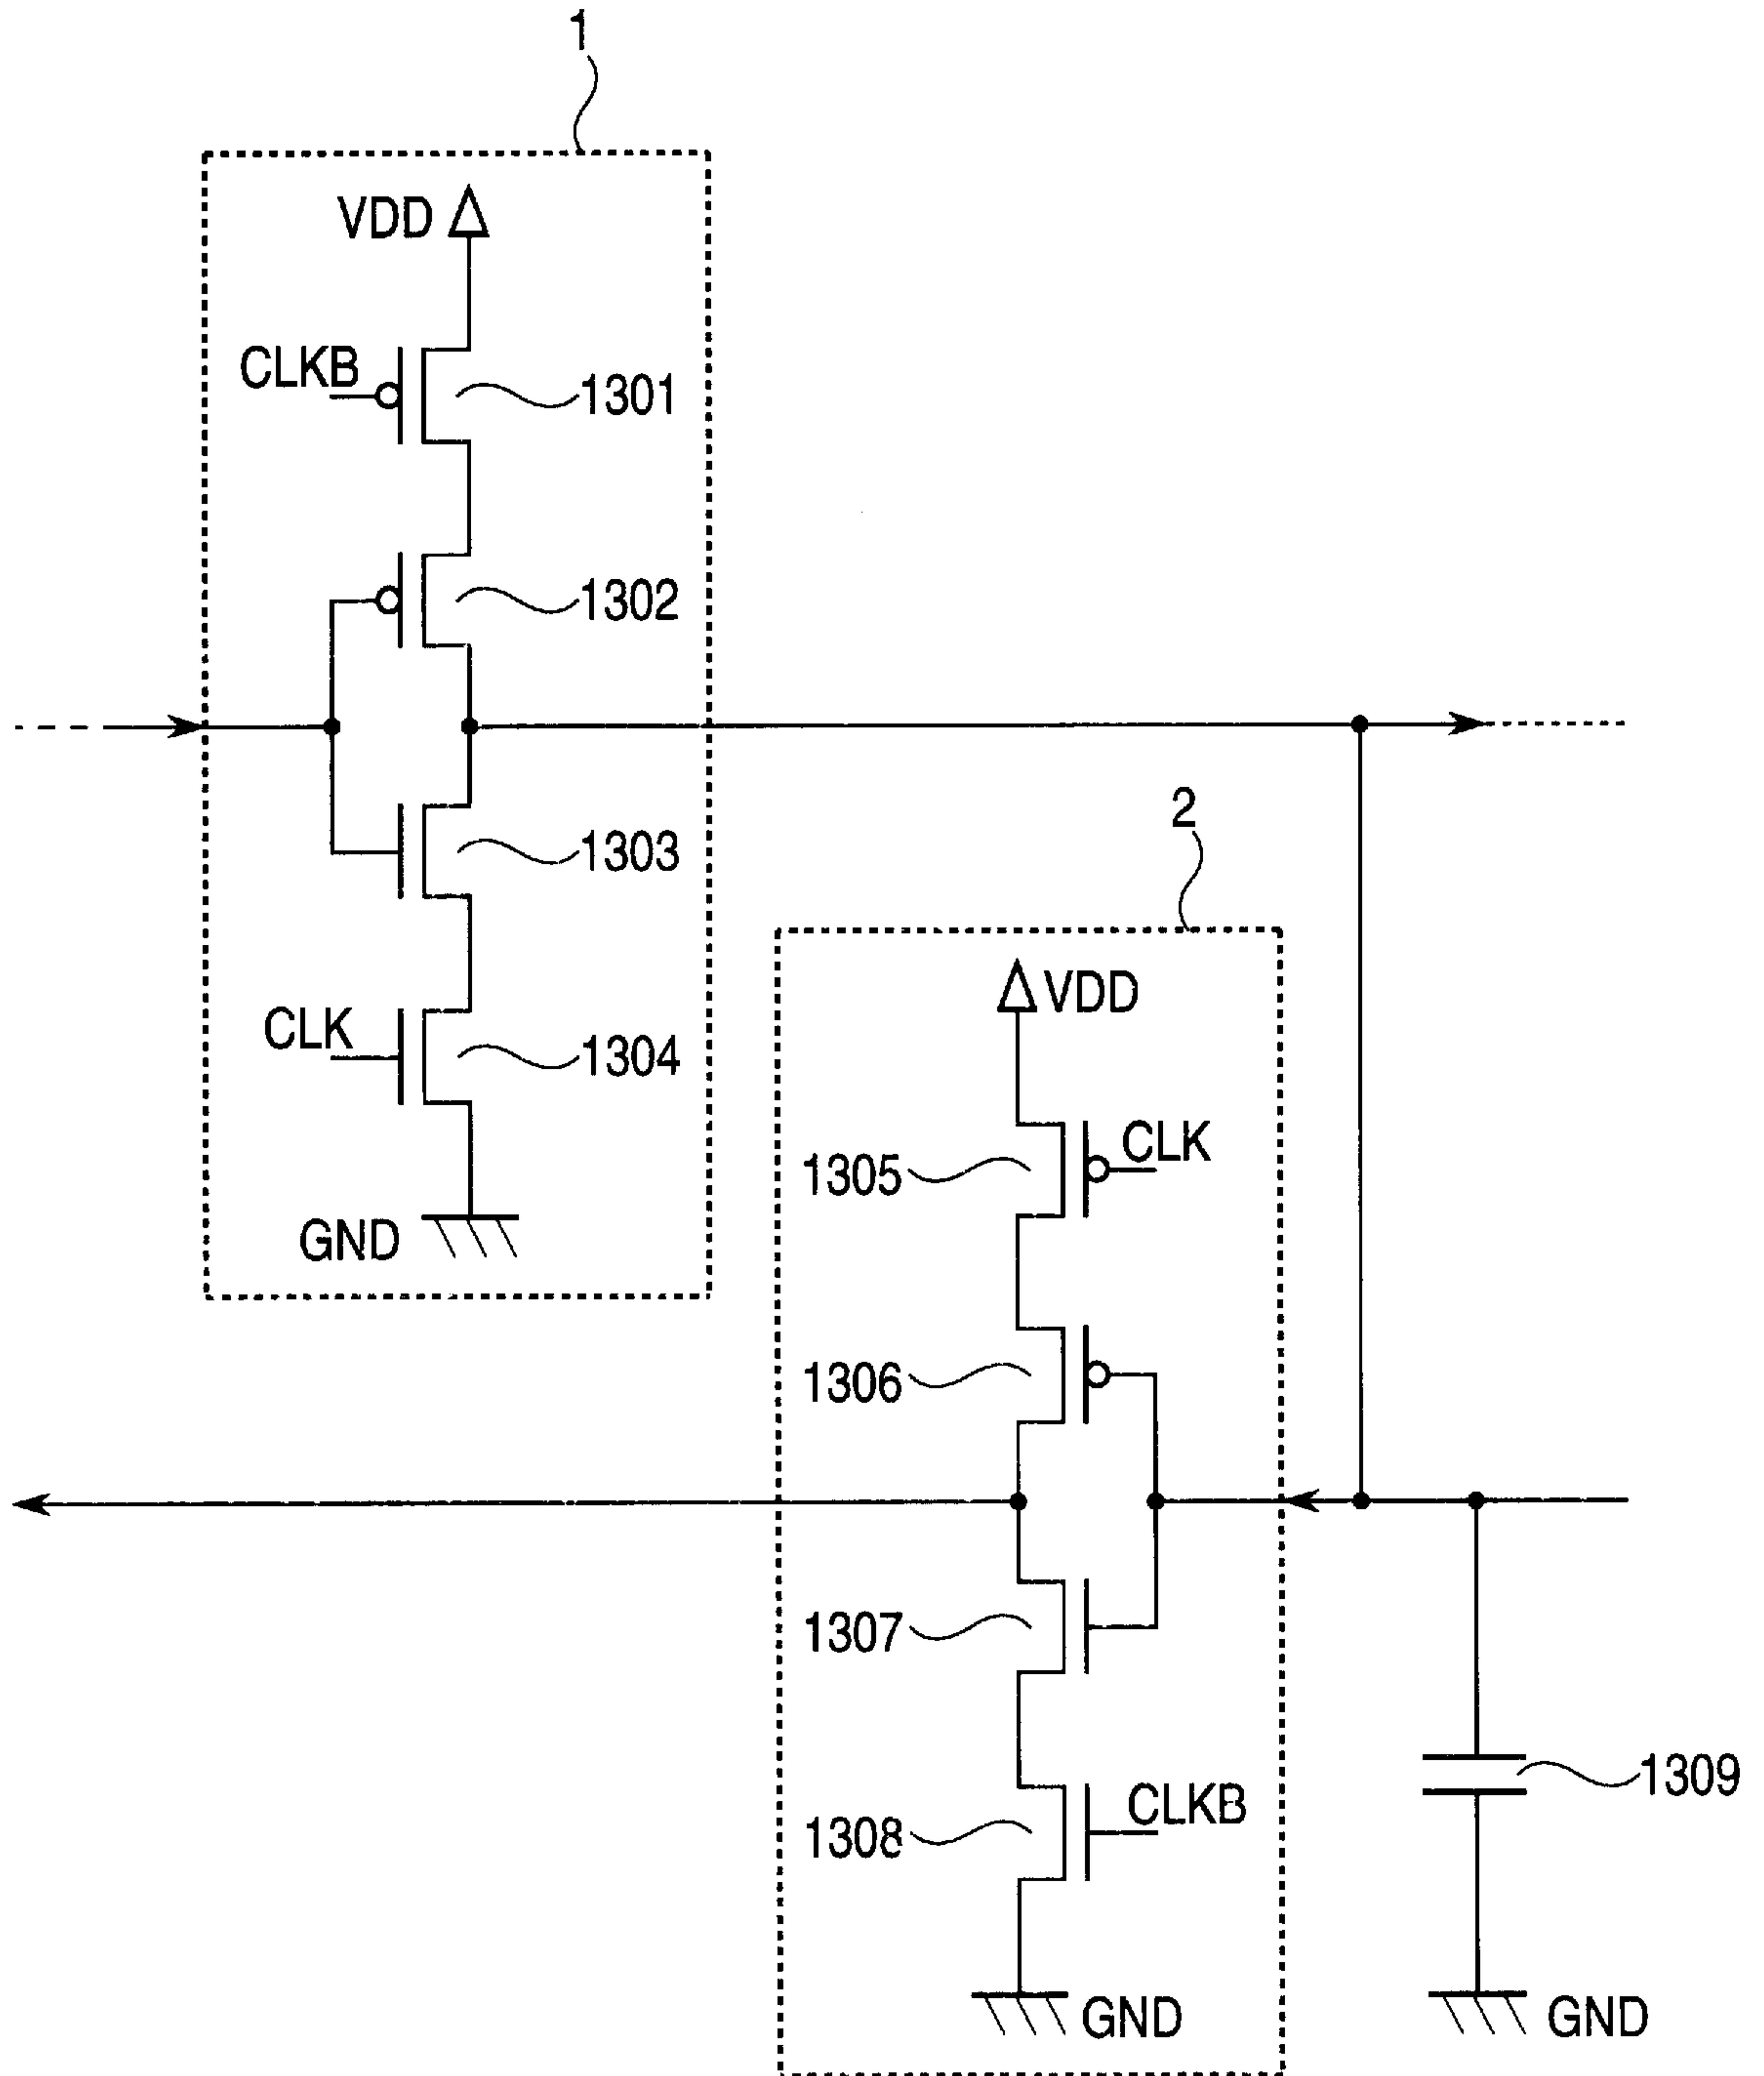 1
VDD
CLKB
1301
1302
1303
CLK
1304
GND
2
VDD
CLK
1305
1306
1307
CLKB
1308
GND
1309
GND